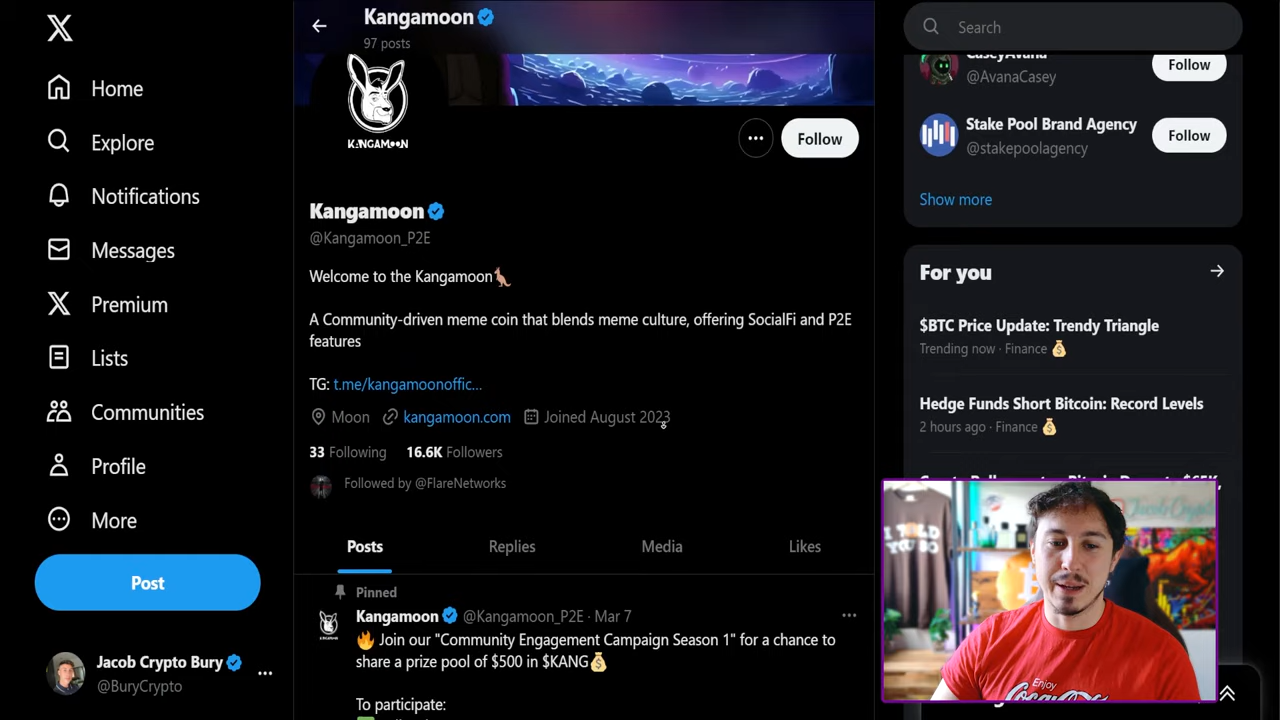 Home
Explore
Notifications
Messages
Premium
Lists
Communities
Profile
More
Post
Jacob Crypto Bury
@BuryCrypto
Kangamoon
97 posts
KANGAMOON
Follow
Kangamoon
@Kangamoon_P2E
Welcome to the Kangamoon🦘
A Community-driven meme coin that blends meme culture, offering SocialFi and P2E
features
TG: t.me/kangamoonoffic...
Moon kangamoon.com Joined August 2023
33 Following 16.6K Followers
Followed by @FlareNetworks
Posts Replies Media Likes
Pinned
Kangamoon @Kangamoon_P2E · Mar 7
🔥 Join our "Community Engagement Campaign Season 1" for a chance to
share a prize pool of $500 in $KANG💰
To participate:
Search
CaseyAvana
@AvanaCasey
Follow
Stake Pool Brand Agency
@stakepoolagency
Follow
Show more
For you
$BTC Price Update: Trendy Triangle
Trending now · Finance 💰
Hedge Funds Short Bitcoin: Record Levels
2 hours ago · Finance 💰
Enjoy